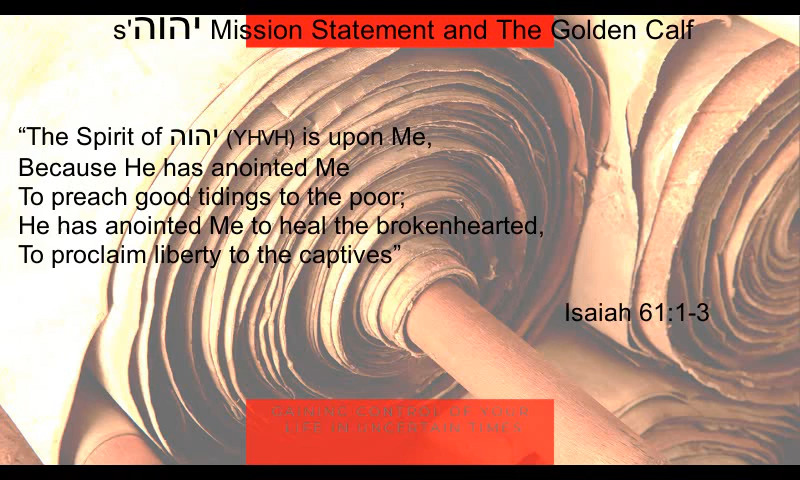 יהוה's Mission Statement and The Golden Calf
“The Spirit of יהוה (YHVH) is upon Me,
Because He has anointed Me
To preach good tidings to the poor;
He has anointed Me to heal the brokenhearted,
To proclaim liberty to the captives”
Isaiah 61:1-3
GAINING CONTROL OF YOUR
LIFE IN UNCERTAIN TIMES